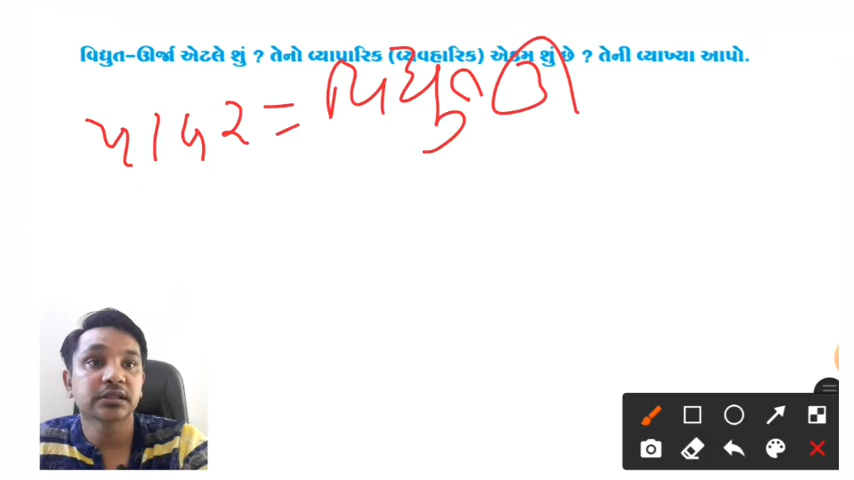 વિદ્યુત-ઊર્જા એટલે શું ? તેનો વ્યાપારિક (વ્યવહારિક) એકમ શું છે ? તેની વ્યાખ્યા આપો.
પાવર = વિદ્યુત ઊ